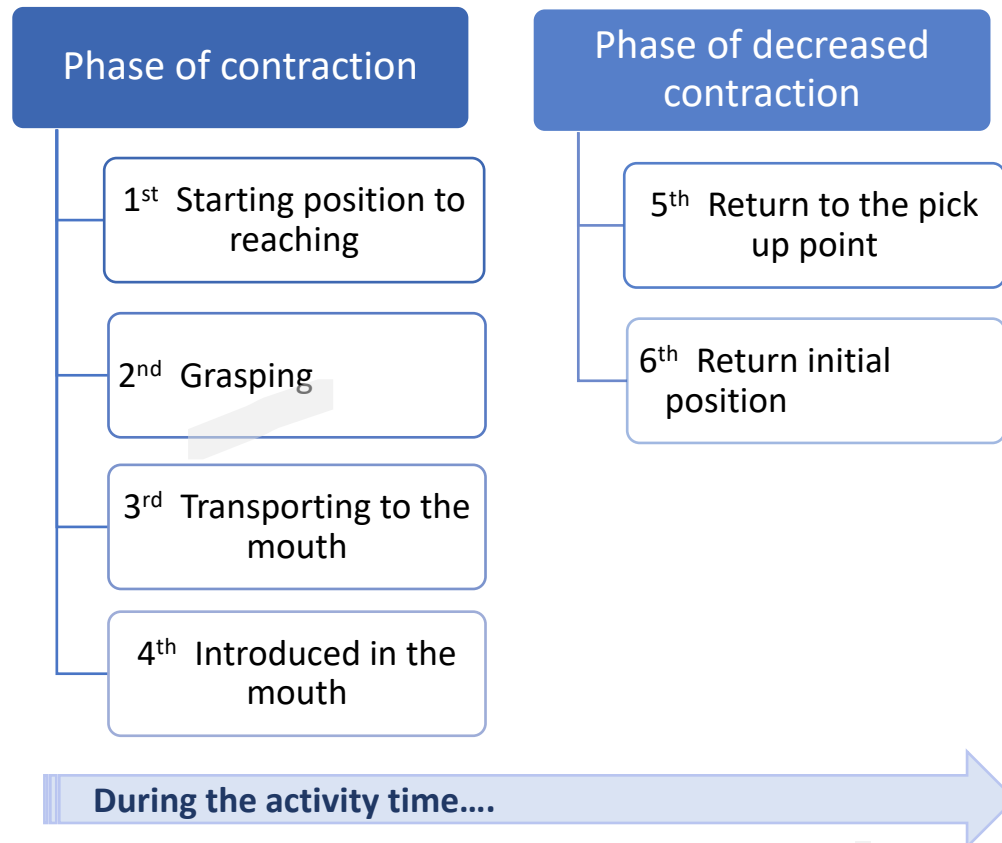 Phase of contraction
1st Starting position to
reaching
2nd Grasping
3rd Transporting to the
mouth
4th Introduced in the
mouth
Phase of decreased
contraction
5th Return to the pick
up point
6th Return initial
position
During the activity time....